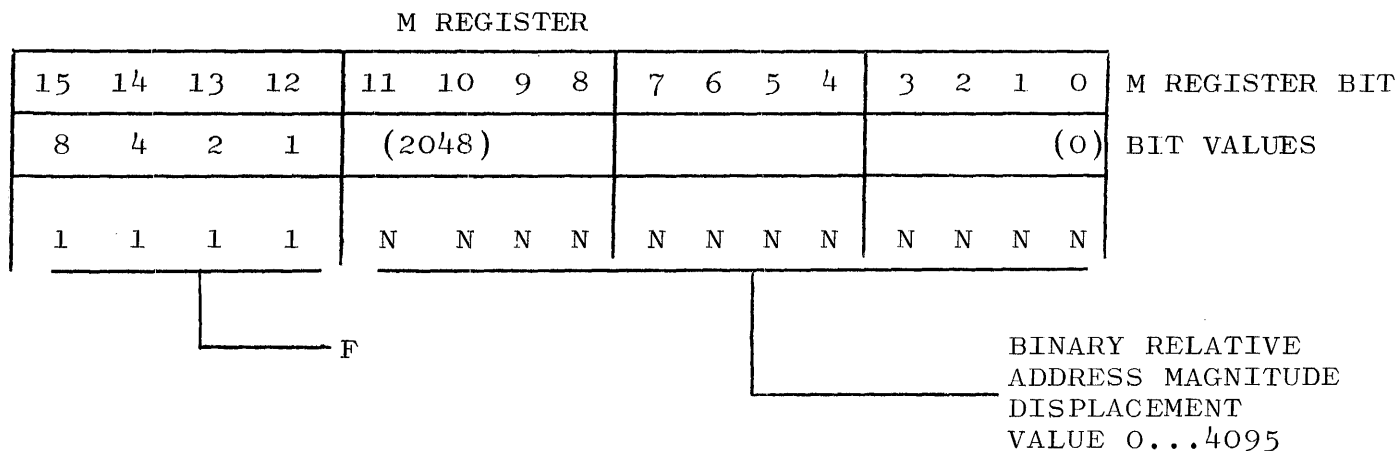 M REGISTER
15 14 13 12 11 10 9 8 7 6 5 4 3 2 1 0 M REGISTER BIT
8 4 2 1 (2048) (0) BIT VALUES
1 1 1 1 N N N N N N N N N N N N
F
BINARY RELATIVE
ADDRESS MAGNITUDE
DISPLACEMENT
VALUE 0...4095